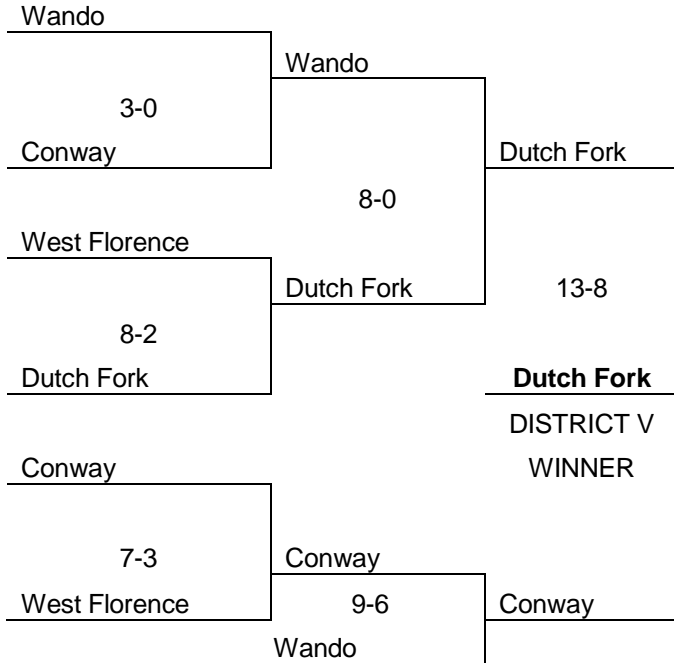 Wando
Wando
3-0
Conway
Dutch Fork
8-0
West Florence
Dutch Fork
13-8
8-2
Dutch Fork
Dutch Fork
DISTRICT V
Conway
WINNER
7-3
Conway
West Florence
9-6
Conway
Wando